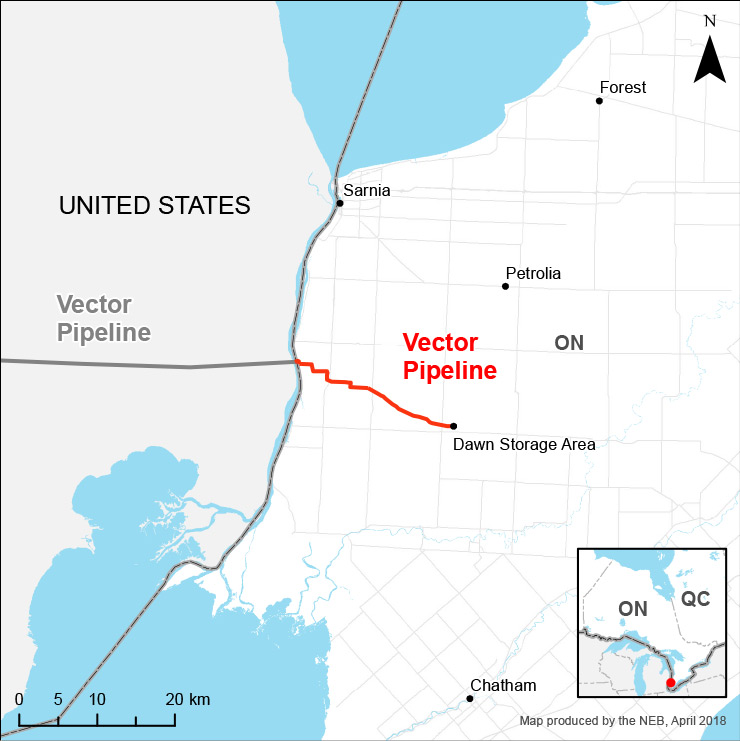 N
Forest
Sarnia
UNITED STATES
Petrolia
Vector
Pipeline
Vector
Pipeline
ON
Dawn Storage Area
ON
QC
Chatham
0 5 10 20 km
Map produced by the NEB, April 2018